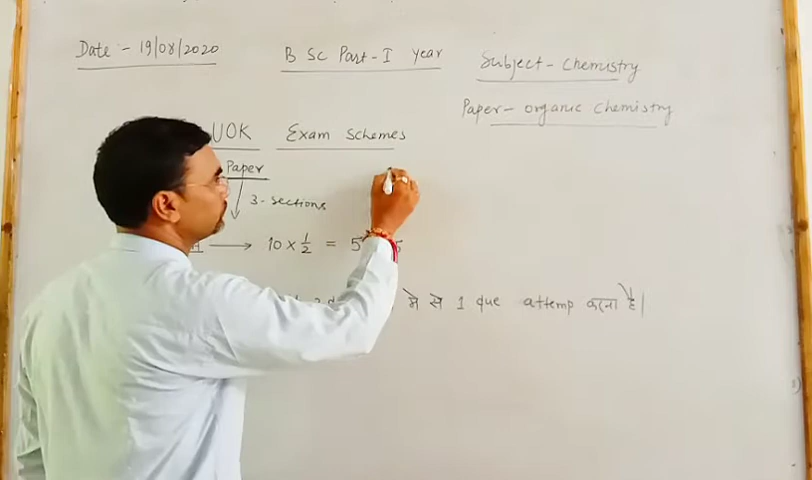 Date :- 19/08/2020
B Sc Part-I Year
Subject - Chemistry
Paper - organic Chemistry
UOK Exam Schemes
Paper
3-sections
10 x 1/2 = 5
मे से 1 que attemp करना है|